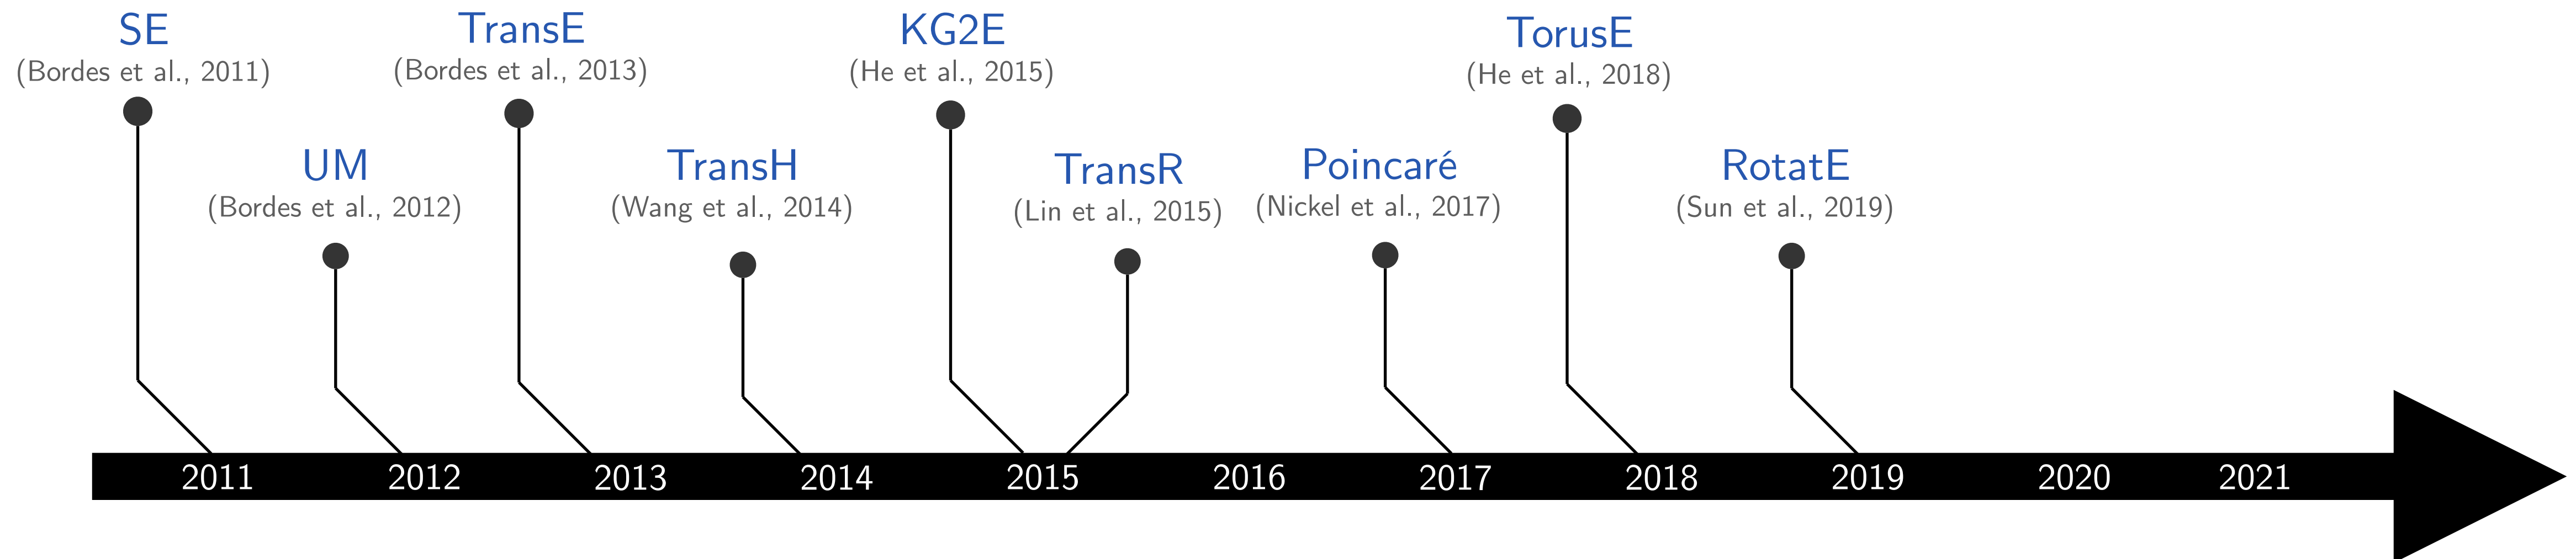 SE
(Bordes et al., 2011)
UM
(Bordes et al., 2012)
TransE
(Bordes et al., 2013)
TransH
(Wang et al., 2014)
KG2E
(He et al., 2015)
TransR
(Lin et al., 2015)
Poincaré
(Nickel et al., 2017)
TorusE
(He et al., 2018)
RotatE
(Sun et al., 2019)
2011 2012 2013 2014 2015 2016 2017 2018 2019 2020 2021